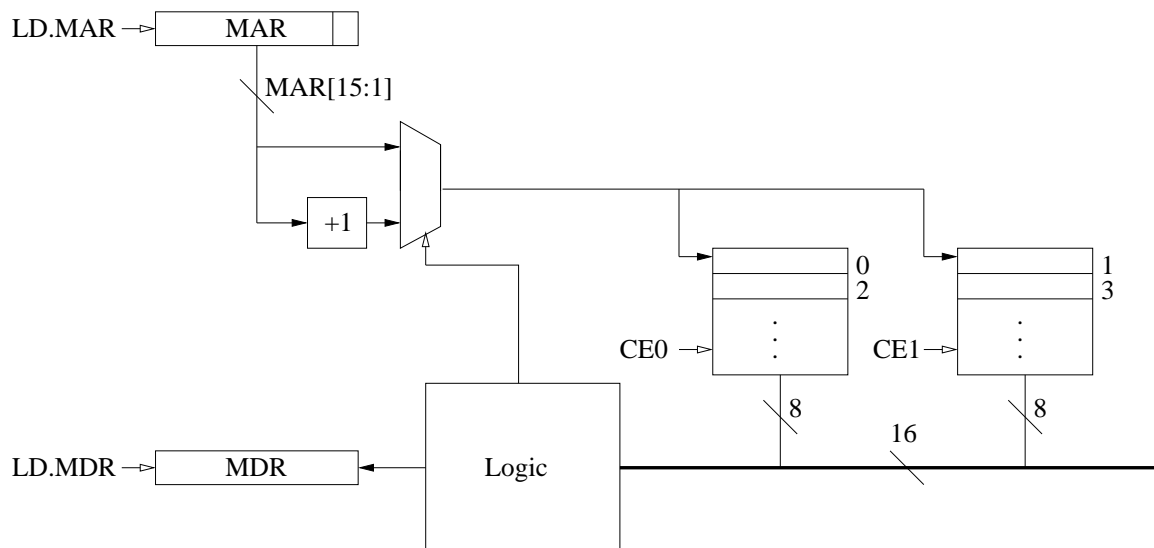 LD.MAR
MAR
MAR[15:1]
+1
0
2
1
3
CE0
CE1
8
8
16
LD.MDR
MDR
Logic